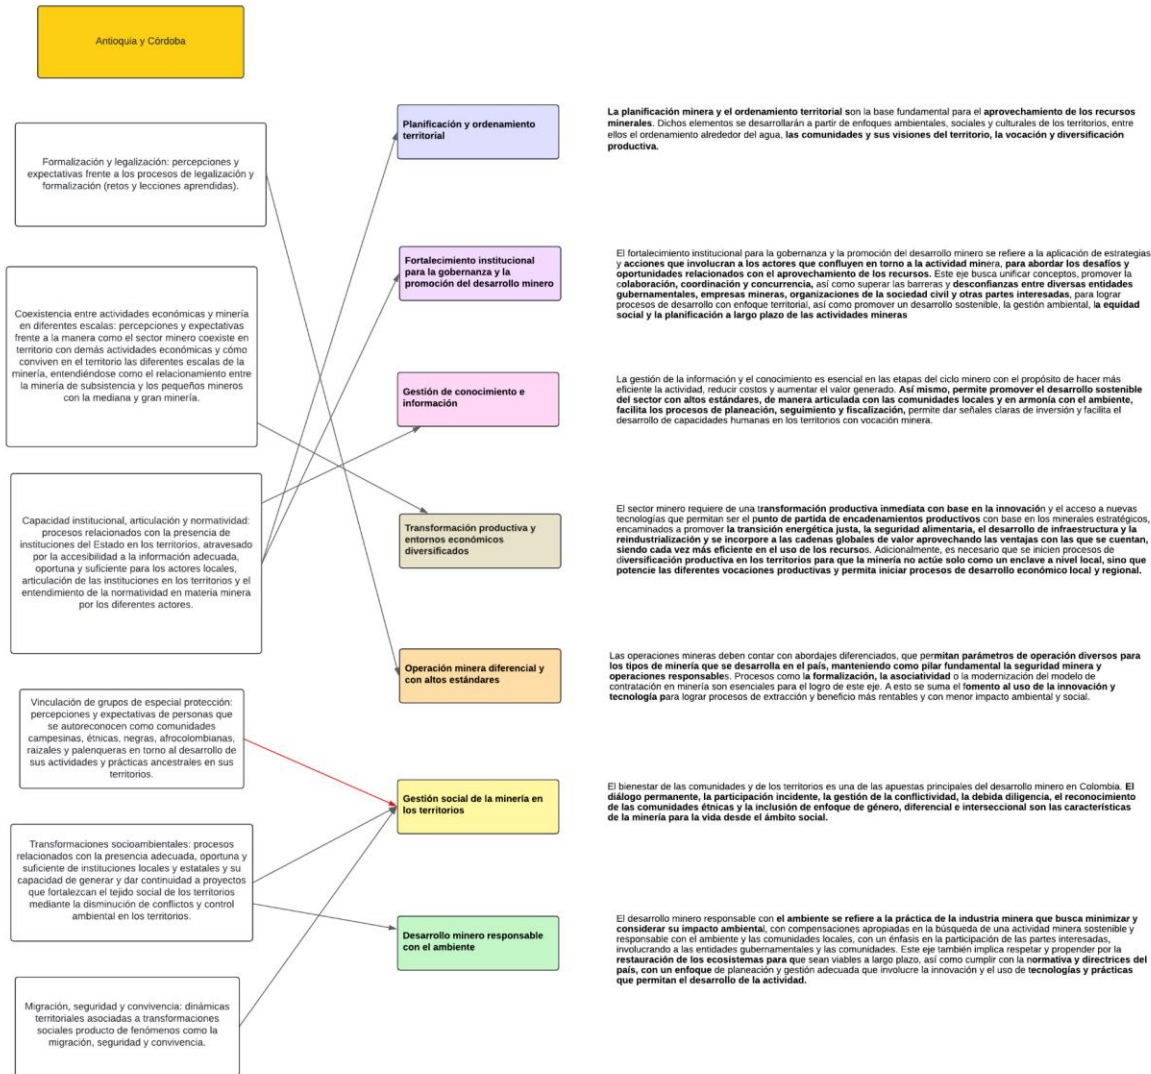 Antioquia y Córdoba
Formalización y legalización: percepciones y
expectativas frente a los procesos de legalización y
formalización (retos y lecciones aprendidas).
Coexistencia entre actividades económicas y minería
en diferentes escalas: percepciones y expectativas
frente a la manera como el sector minero coexiste en
territorio con demás actividades económicas y cómo
conviven en el territorio las diferentes escalas de la
minería, entendiéndose como el relacionamiento entre
la minería de subsistencia y los pequeños mineros
con la mediana y gran minería.
Capacidad institucional, articulación y normatividad:
procesos relacionados con la presencia de
instituciones del Estado en los territorios, atravesado
por la accesibilidad a la información adecuada,
oportuna y suficiente para los actores locales,
articulación de las instituciones en los territorios y el
entendimiento de la normatividad en materia minera
por los diferentes actores.
Vinculación de grupos de especial protección:
percepciones y expectativas de personas que
se autoreconocen como comunidades
campesinas, étnicas, negras, afrocolombianas,
raizales y palenqueras en torno al desarrollo de
sus actividades y prácticas ancestrales en sus
territorios.
Transformaciones socioambientales: procesos
relacionados con la presencia adecuada, oportuna y
suficiente de instituciones locales y estatales y su
capacidad de generar y dar continuidad a proyectos
que fortalezcan el tejido social de los territorios
mediante la disminución de conflictos y control
ambiental en los territorios.
Migración, seguridad y convivencia: dinámicas
territoriales asociadas a transformaciones
sociales producto de fenómenos como la
migración, seguridad y convivencia.
Planificación y ordenamiento
territorial
Fortalecimiento institucional
para la gobernanza y la
promoción del desarrollo minero
Gestión de conocimiento e
información
Transformación productiva y
entornos económicos
diversificados
Operación minera diferencial y
con altos estándares
Gestión social de la minería en
los territorios
Desarrollo minero responsable
con el ambiente
La planificación minera y el ordenamiento territorial son la base fundamental para el aprovechamiento de los recursos
minerales. Dichos elementos se desarrollarán a partir de enfoques ambientales, sociales y culturales de los territorios, entre
ellos el ordenamiento alrededor del agua, las comunidades y sus visiones del territorio, la vocación y diversificación
productiva.
El fortalecimiento institucional para la gobernanza y la promoción del desarrollo minero se refiere a la aplicación de estrategias
y acciones que involucran a los actores que confluyen en torno a la actividad minera, para abordar los desafíos y
oportunidades relacionados con el aprovechamiento de los recursos. Este eje busca unificar conceptos, promover la
colaboración, coordinación y concurrencia, así como superar las barreras y desconfianzas entre diversas entidades
gubernamentales, empresas mineras, organizaciones de la sociedad civil y otras partes interesadas, para lograr
procesos de desarrollo con enfoque territorial, así como promover un desarrollo sostenible, la gestión ambiental, la equidad
social y la planificación a largo plazo de las actividades mineras
La gestión de la información y el conocimiento es esencial en las etapas del ciclo minero con el propósito de hacer más
eficiente la actividad, reducir costos y aumentar el valor generado. Así mismo, permite promover el desarrollo sostenible
del sector con altos estándares, de manera articulada con las comunidades locales y en armonía con el ambiente,
facilita los procesos de planeación, seguimiento y fiscalización, permite dar señales claras de inversión y facilita el
desarrollo de capacidades humanas en los territorios con vocación minera.
El sector minero requiere de una transformación productiva inmediata con base en la innovación y el acceso a nuevas
tecnologías que permitan ser el punto de partida de encadenamientos productivos con base en los minerales estratégicos,
encaminados a promover la transición energética justa, la seguridad alimentaria, el desarrollo de infraestructura y la
reindustrialización y se incorpore a las cadenas globales de valor aprovechando las ventajas con las que se cuentan,
siendo cada vez más eficiente en el uso de los recursos. Adicionalmente, es necesario que se inicien procesos de
diversificación productiva en los territorios para que la minería no actúe solo como un enclave a nivel local, sino que
potencie las diferentes vocaciones productivas y permita iniciar procesos de desarrollo económico local y regional.
Las operaciones mineras deben contar con abordajes diferenciados, que permitan parámetros de operación diversos para
los tipos de minería que se desarrolla en el país, manteniendo como pilar fundamental la seguridad minera y
operaciones responsables. Procesos como la formalización, la asociatividad o la modernización del modelo de
contratación en minería son esenciales para el logro de este eje. A esto se suma el fomento al uso de la innovación y
tecnología para lograr procesos de extracción y beneficio más rentables y con menor impacto ambiental y social.
El bienestar de las comunidades y de los territorios es una de las apuestas principales del desarrollo minero en Colombia. El
diálogo permanente, la participación incidente, la gestión de la conflictividad, la debida diligencia, el reconocimiento
de las comunidades étnicas y la inclusión de enfoque de género, diferencial e interseccional son las características
de la minería para la vida desde el ámbito social.
El desarrollo minero responsable con el ambiente se refiere a la práctica de la industria minera que busca minimizar y
considerar su impacto ambiental, con compensaciones apropiadas en la búsqueda de una actividad minera sostenible y
responsable con el ambiente y las comunidades locales, con un énfasis en la participación de las partes interesadas,
involucrando a las entidades gubernamentales y las comunidades. Este eje también implica respetar y propender por la
restauración de los ecosistemas para que sean viables a largo plazo, así como cumplir con la normativa y directrices del
país, con un enfoque de planeación y gestión adecuada que involucre la innovación y el uso de tecnologías y prácticas
que permitan el desarrollo de la actividad.